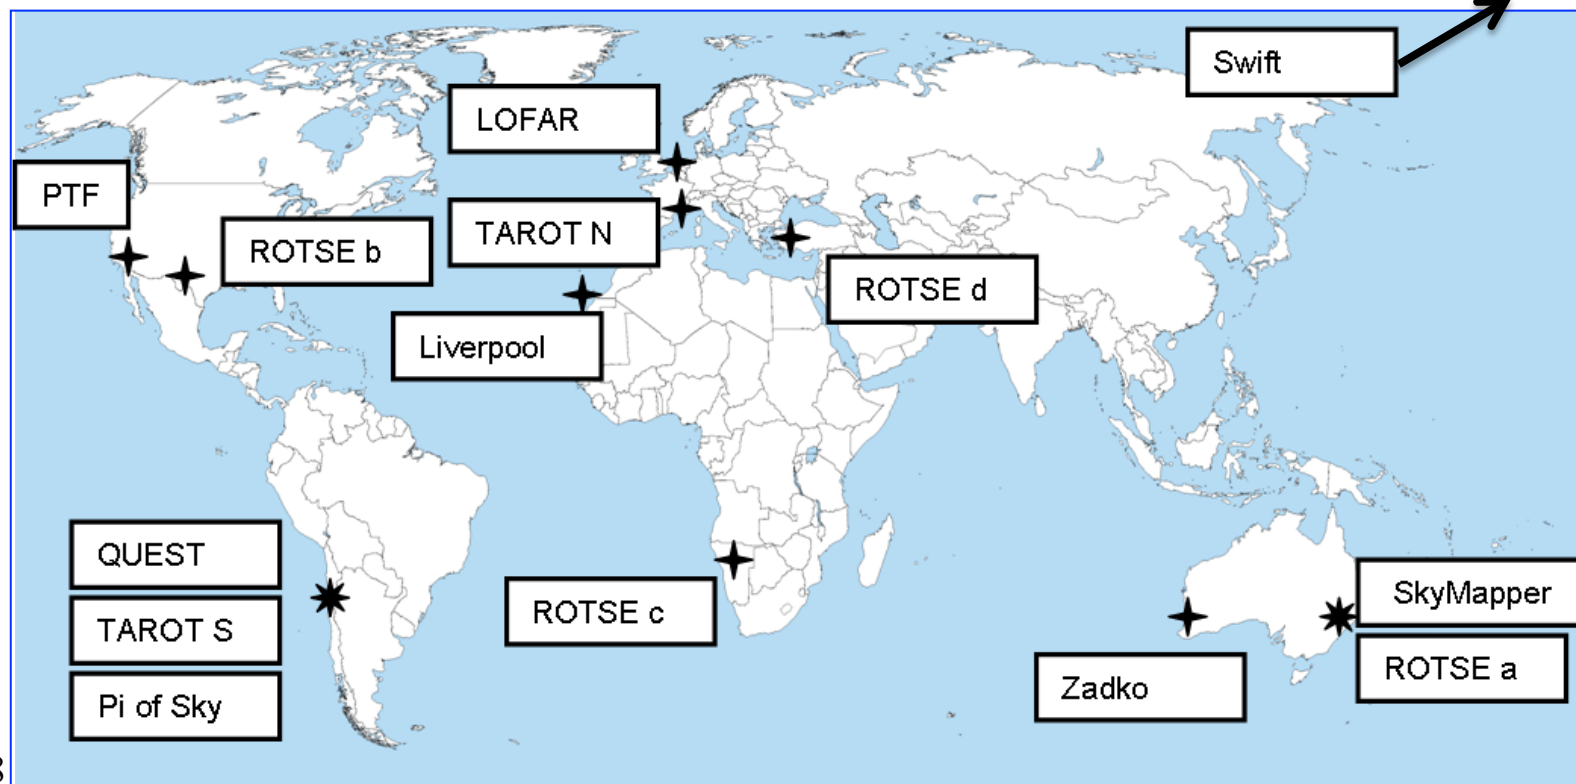 Swift
LOFAR
PTF
ROTSE b
TAROT N
ROTSE d
Liverpool
QUEST
TAROT S
Pi of Sky
ROTSE c
SkyMapper
ROTSE a
Zadko